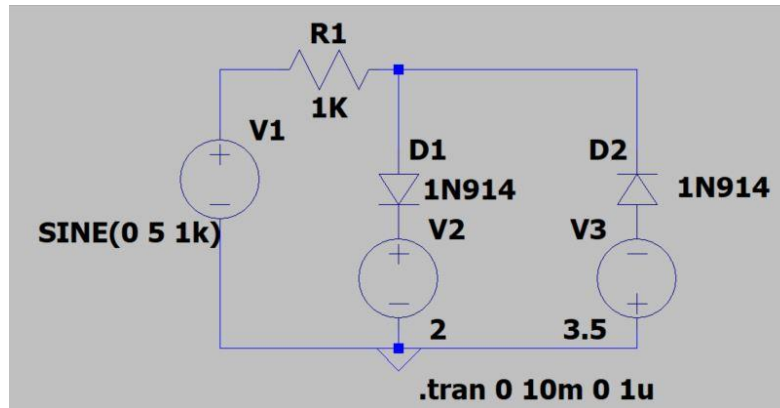 R1
1K
V1
SINE(0 5 1k)
D1
1N914
V2
2
D2
1N914
V3
3.5
.tran 0 10m 0 1u